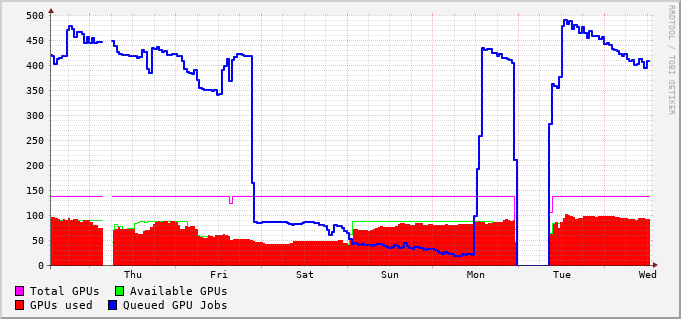 500
450
400
350
300
250
200
150
100
50
0
Thu Fri Sat Sun Mon Tue Wed
Total GPUs Available GPUs
GPUs used Queued GPU Jobs
RRDTOOL / TOBI OETIKER